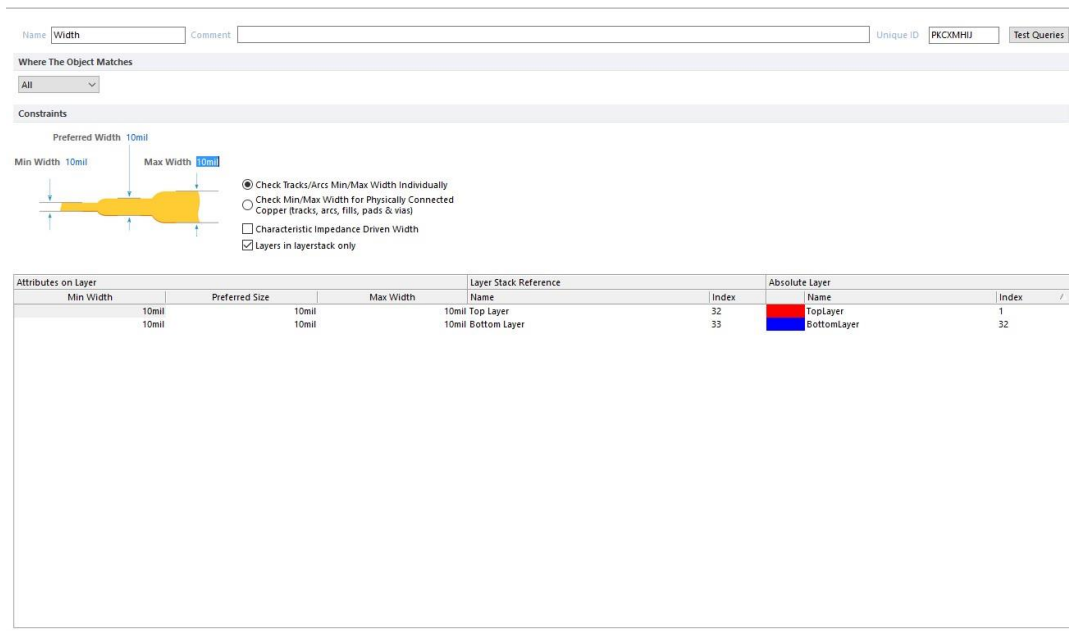 Name Width Comment Unique ID PKCXMHIJ Test Queries
Where The Object Matches
All
Constraints
Preferred Width 10mil
Min Width 10mil Max Width 10mil
Check Tracks/Arcs Min/Max Width Individually
Check Min/Max Width for Physically Connected
Copper (tracks, arcs, fills, pads & vias)
Characteristic Impedance Driven Width
Layers in layerstack only
Attributes on Layer Layer Stack Reference Absolute Layer
Min Width Preferred Size Max Width Name Index Name Index
10mil 10mil 10mil Top Layer 32 TopLayer 1
10mil 10mil 10mil Bottom Layer 33 BottomLayer 32